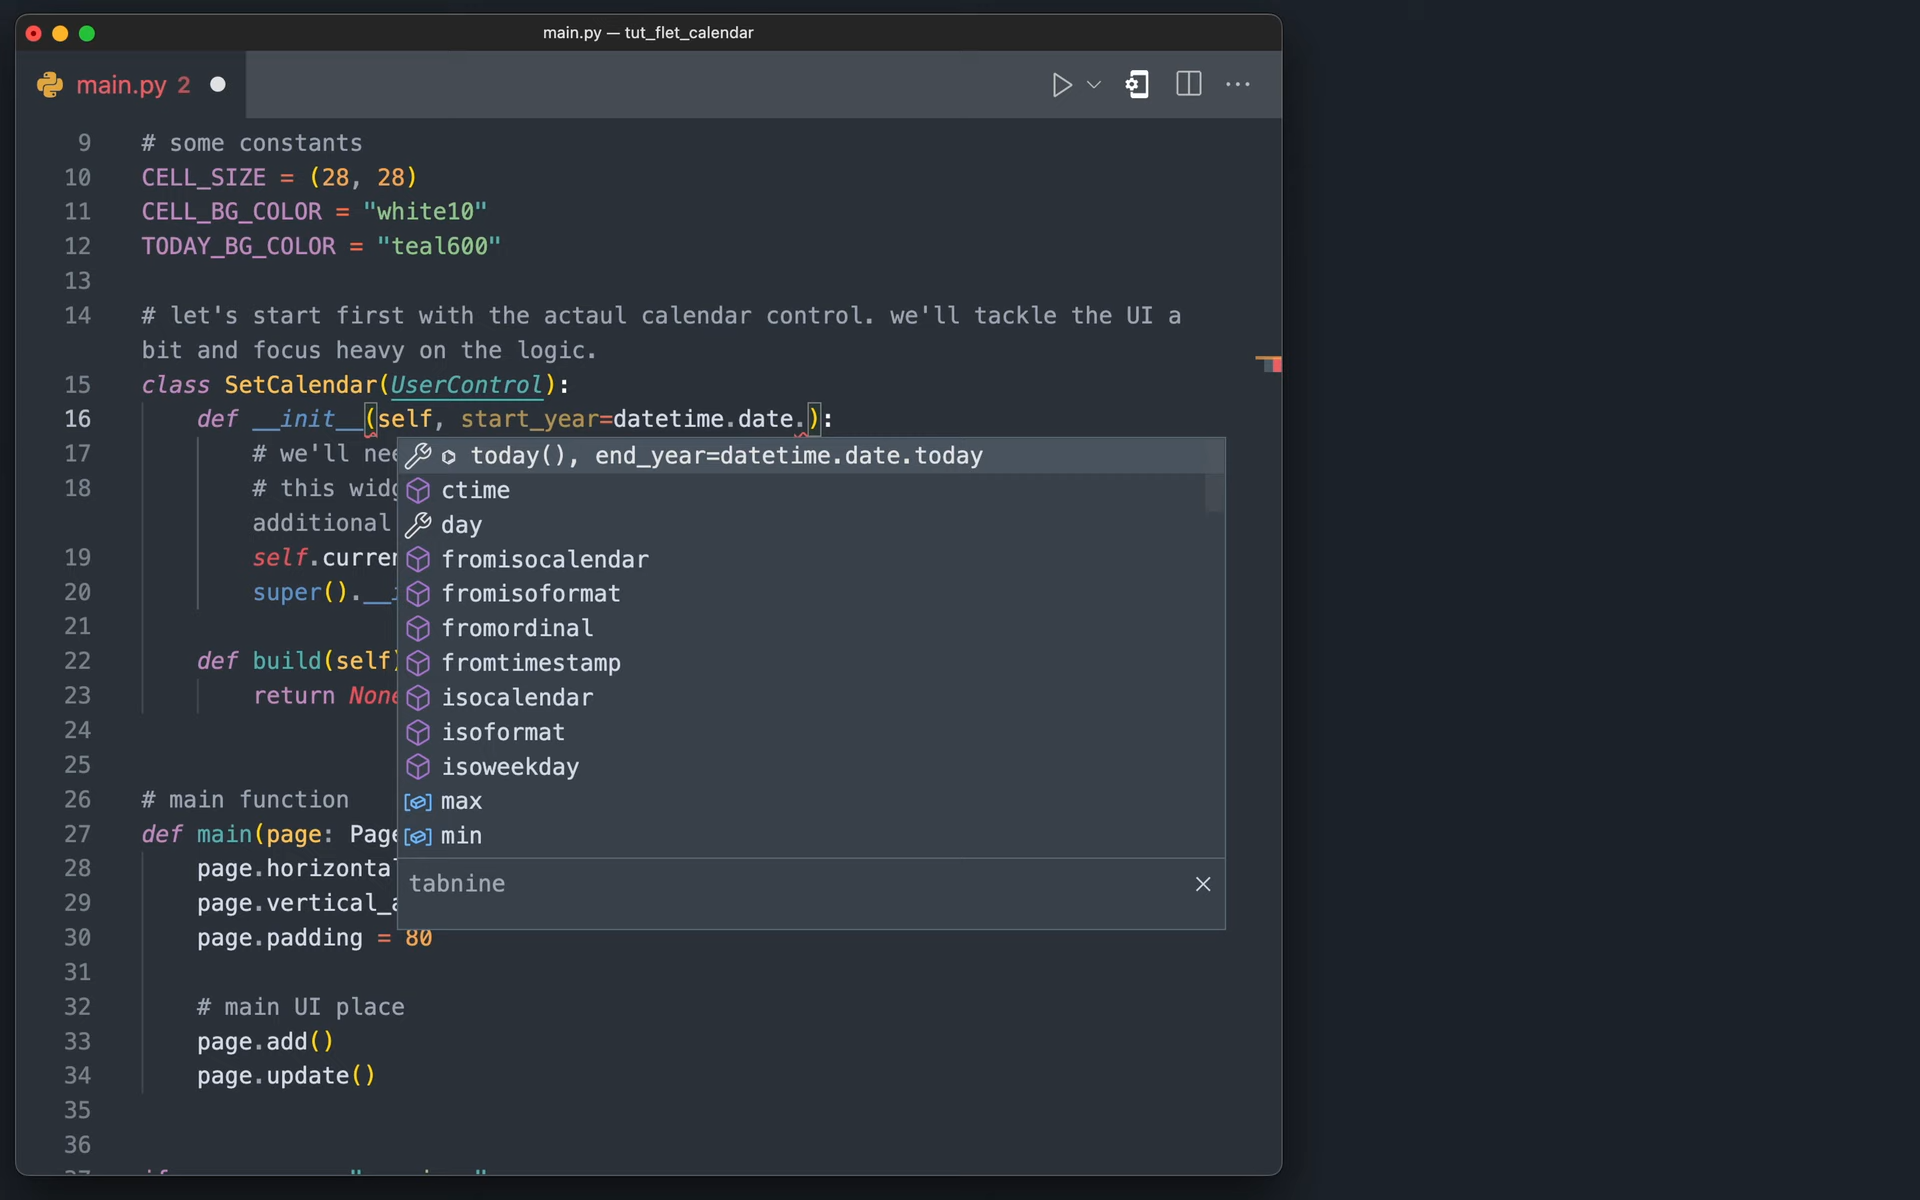 main.py — tut_flet_calendar
main.py 2
9 # some constants
10 CELL_SIZE = (28, 28)
11 CELL_BG_COLOR = "white10"
12 TODAY_BG_COLOR = "teal600"
13
14 # let's start first with the actaul calendar control. we'll tackle the UI a
bit and focus heavy on the logic.
15 class SetCalendar(UserControl):
16 def __init__(self, start_year=datetime.date.):
17 # we'll nee
18 # this widg
additional
19 self.curren
20 super().__i
21
22 def build(self)
23 return None
24
25
26 # main function
27 def main(page: Page
28 page.horizontal
29 page.vertical_a
30 page.padding = 80
31
32 # main UI place
33 page.add()
34 page.update()
35
36
today(), end_year=datetime.date.today
ctime
day
fromisocalendar
fromisoformat
fromordinal
fromtimestamp
isocalendar
isoformat
isoweekday
max
min
tabnine